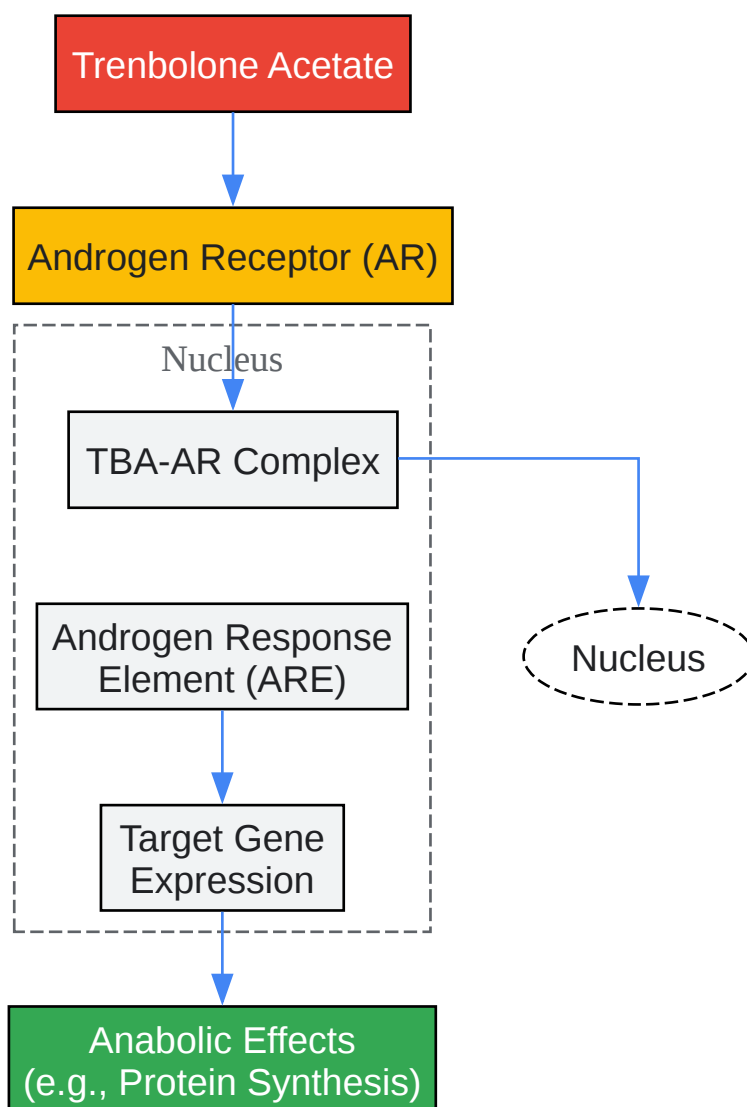 Trenbolone Acetate
Androgen Receptor (AR)
Nucleus
TBA-AR Complex
Androgen Response
Element (ARE)
Nucleus
Target Gene
Expression
Anabolic Effects
(e.g., Protein Synthesis)